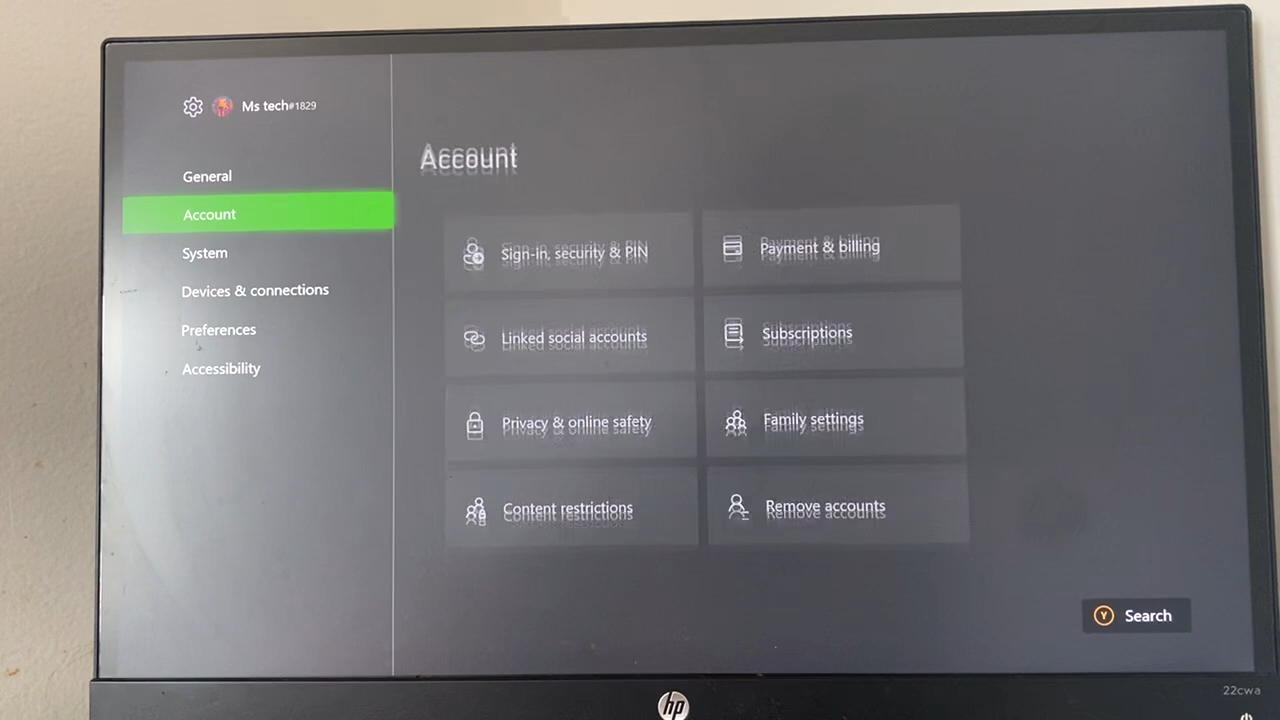 Ms tech#1829
General
Account
System
Devices & connections
Preferences
Accessibility
Account
Sign-in, security & PIN
Payment & billing
Linked social accounts
Subscriptions
Privacy & online safety
Family settings
Content restrictions
Remove accounts
Y Search
hp
22cwa